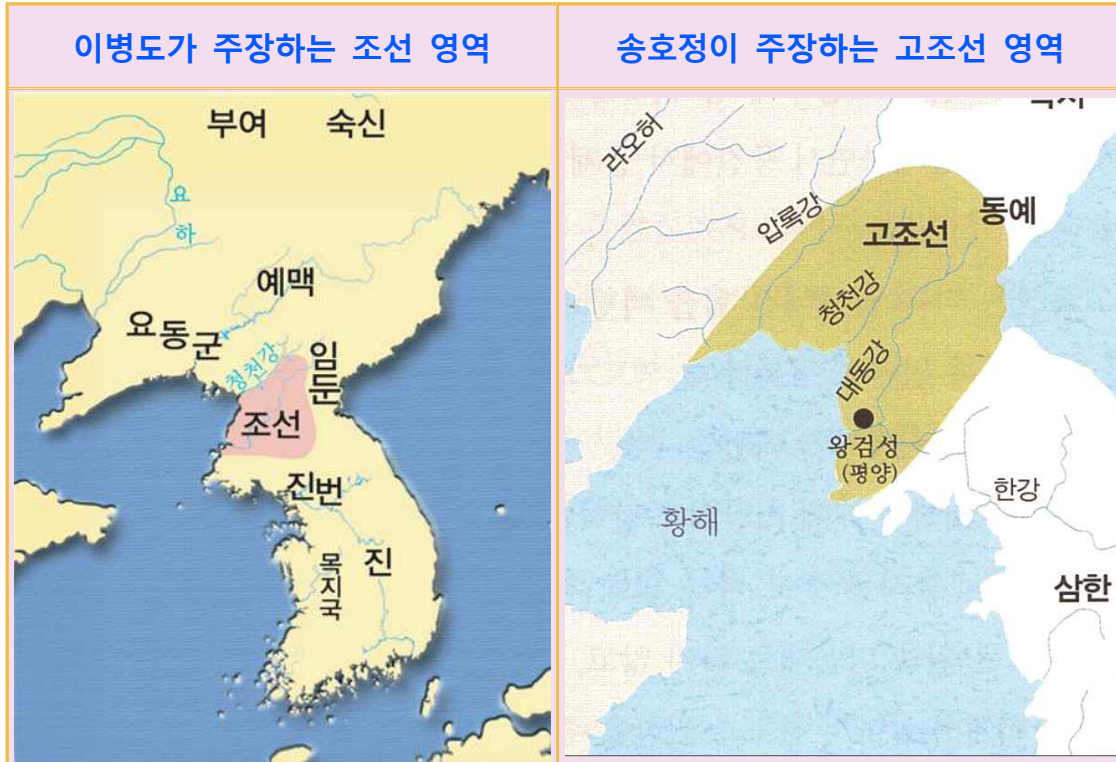 이병도가 주장하는 조선 영역
송호정이 주장하는 고조선 영역
부여 숙신
요하
예맥
요동군
청천강
임둔
조선
진번
목지국
진
랴오허
압록강
고조선
동예
청천강
대동강
왕검성
(평양)
한강
황해
삼한